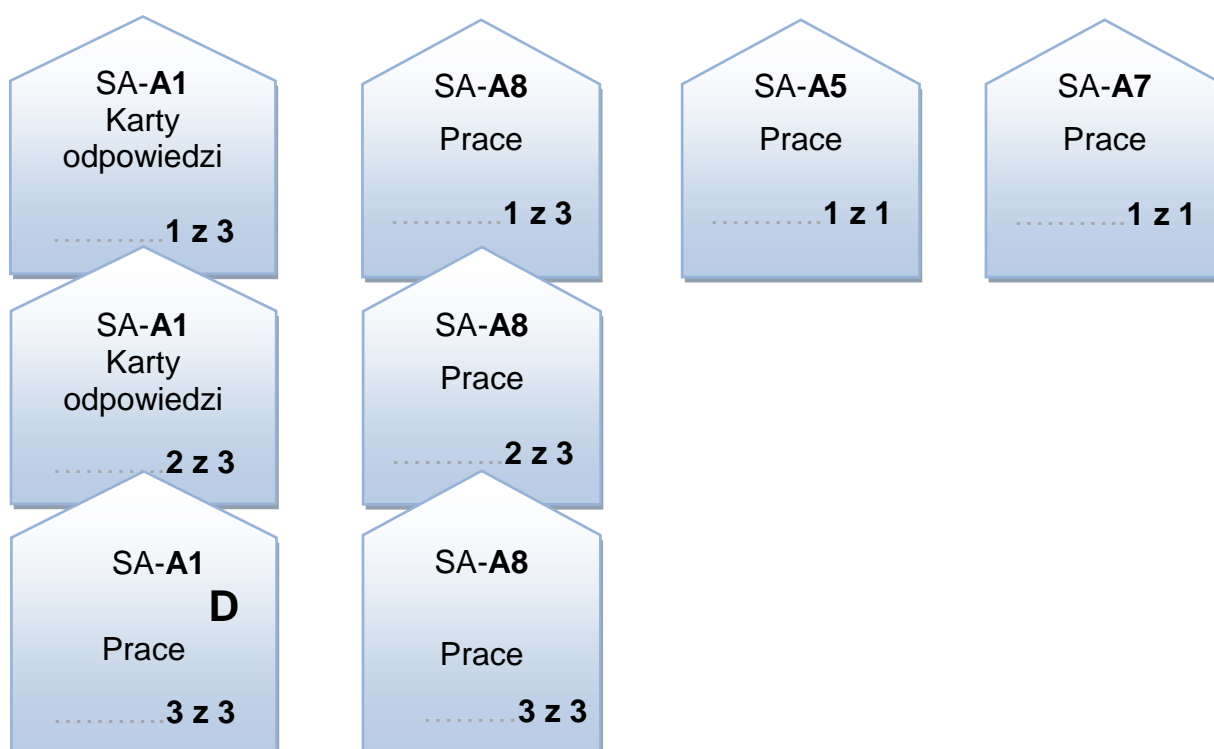 SA-A1
Karty
odpowiedzi
...........1 z 3
SA-A8
Prace
...........1 z 3
SA-A5
Prace
...........1 z 1
SA-A7
Prace
...........1 z 1
SA-A1
Karty
odpowiedzi
...........2 z 3
SA-A8
Prace
...........2 z 3
SA-A1
D
Prace
...........3 z 3
SA-A8
Prace
.........3 z 3